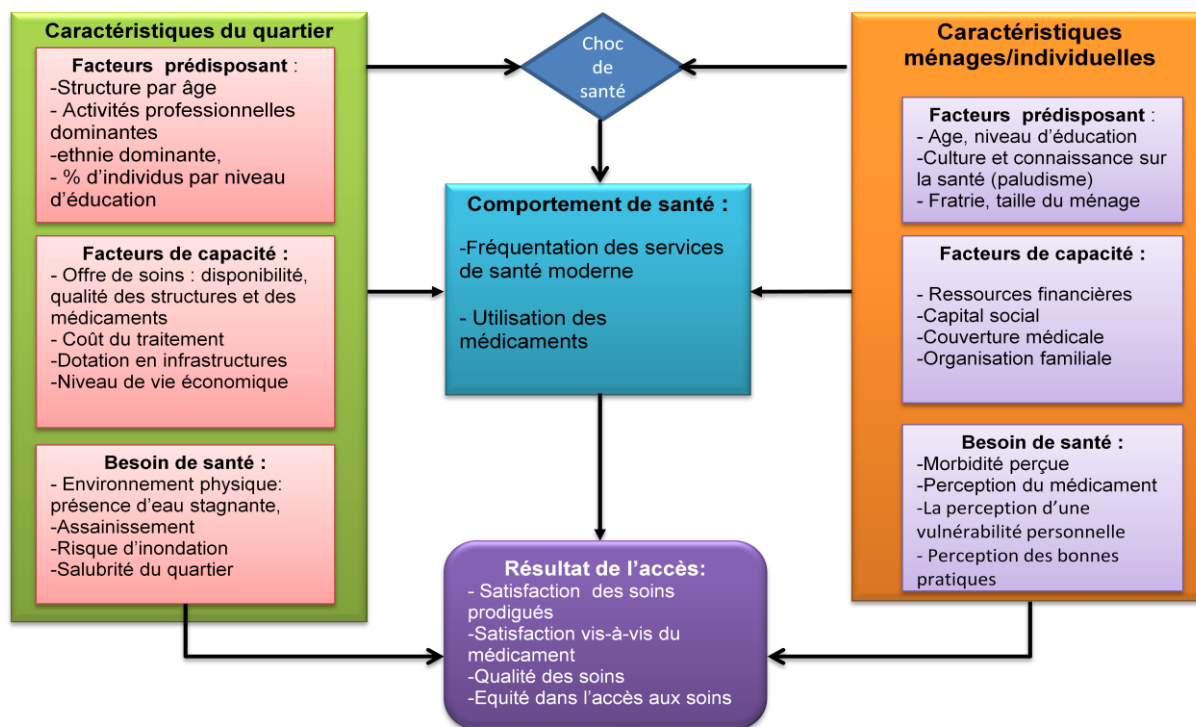 Caractéristiques du quartier
Facteurs prédisposant :
-Structure par âge
- Activités professionnelles
dominantes
-ethnie dominante,
- % d'individus par niveau
d'éducation
Facteurs de capacité :
- Offre de soins : disponibilité,
qualité des structures et des
médicaments
- Coût du traitement
-Dotation en infrastructures
-Niveau de vie économique
Besoin de santé :
- Environnement physique:
présence d'eau stagnante,
-Assainissement
-Risque d'inondation
-Salubrité du quartier
Choc
de
santé
Comportement de santé :
-Fréquentation des services
de santé moderne
- Utilisation des
médicaments
Résultat de l'accès:
- Satisfaction des soins
prodigués
-Satisfaction vis-à-vis du
médicament
-Qualité des soins
-Equité dans l'accès aux soins
Caractéristiques
ménages/individuelles
Facteurs prédisposant :
- Age, niveau d'éducation
-Culture et connaissance sur
la santé (paludisme)
- Fratrie, taille du ménage
Facteurs de capacité :
- Ressources financières
-Capital social
- Couverture médicale
- Organisation familiale
Besoin de santé :
-Morbidité perçue
-Perception du médicament
-La perception d'une
vulnérabilité personnelle
- Perception des bonnes
pratiques